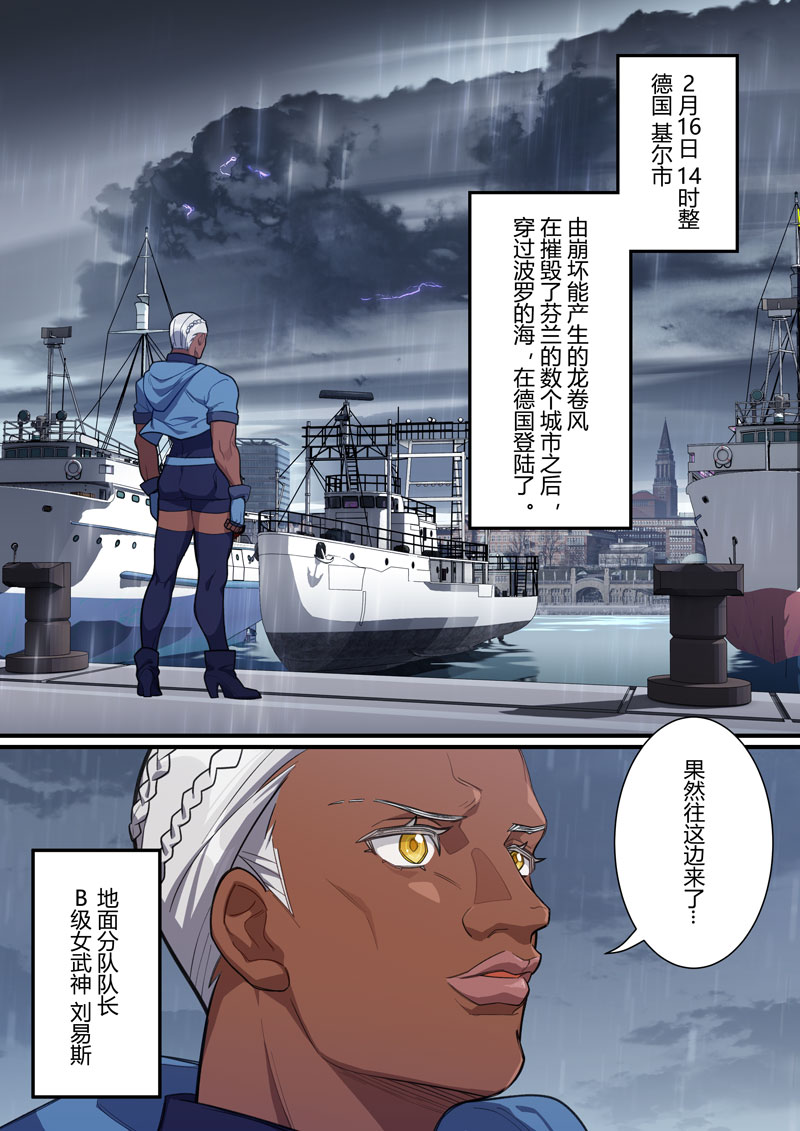 2月16日 14时整
德国 基尔市
由崩坏能产生的龙卷风
在摧毁了芬兰的数个城市之后，
穿过波罗的海，在德国登陆了。
果然往这边来了…
地面分队队长
B级女武神 刘易斯